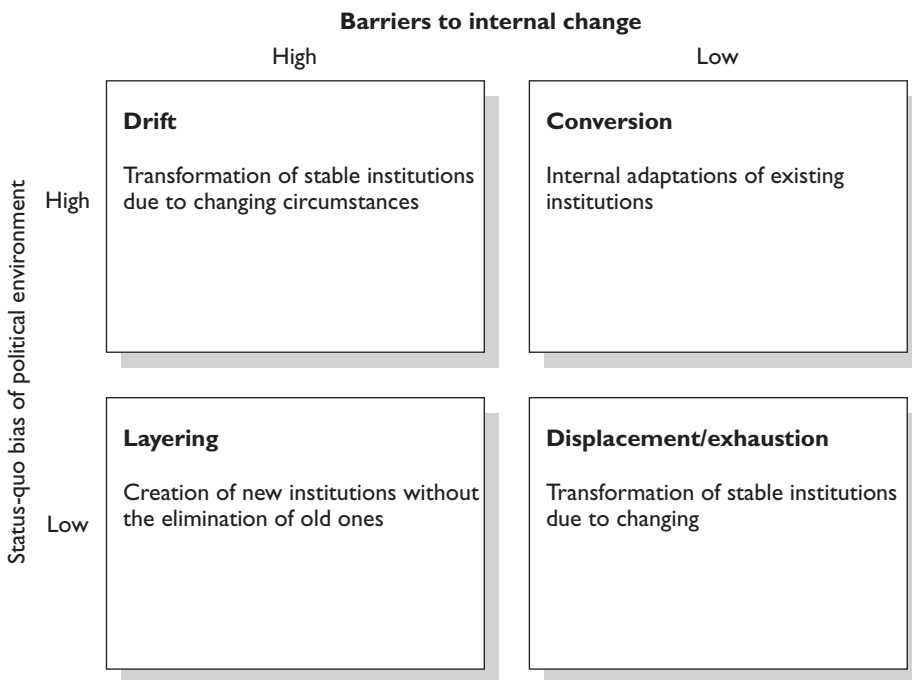 Barriers to internal change
High
Low
Status-quo bias of political environment
High
Drift
Transformation of stable institutions
due to changing circumstances
Conversion
Internal adaptations of existing
institutions
Low
Layering
Creation of new institutions without
the elimination of old ones
Displacement/exhaustion
Transformation of stable institutions
due to changing